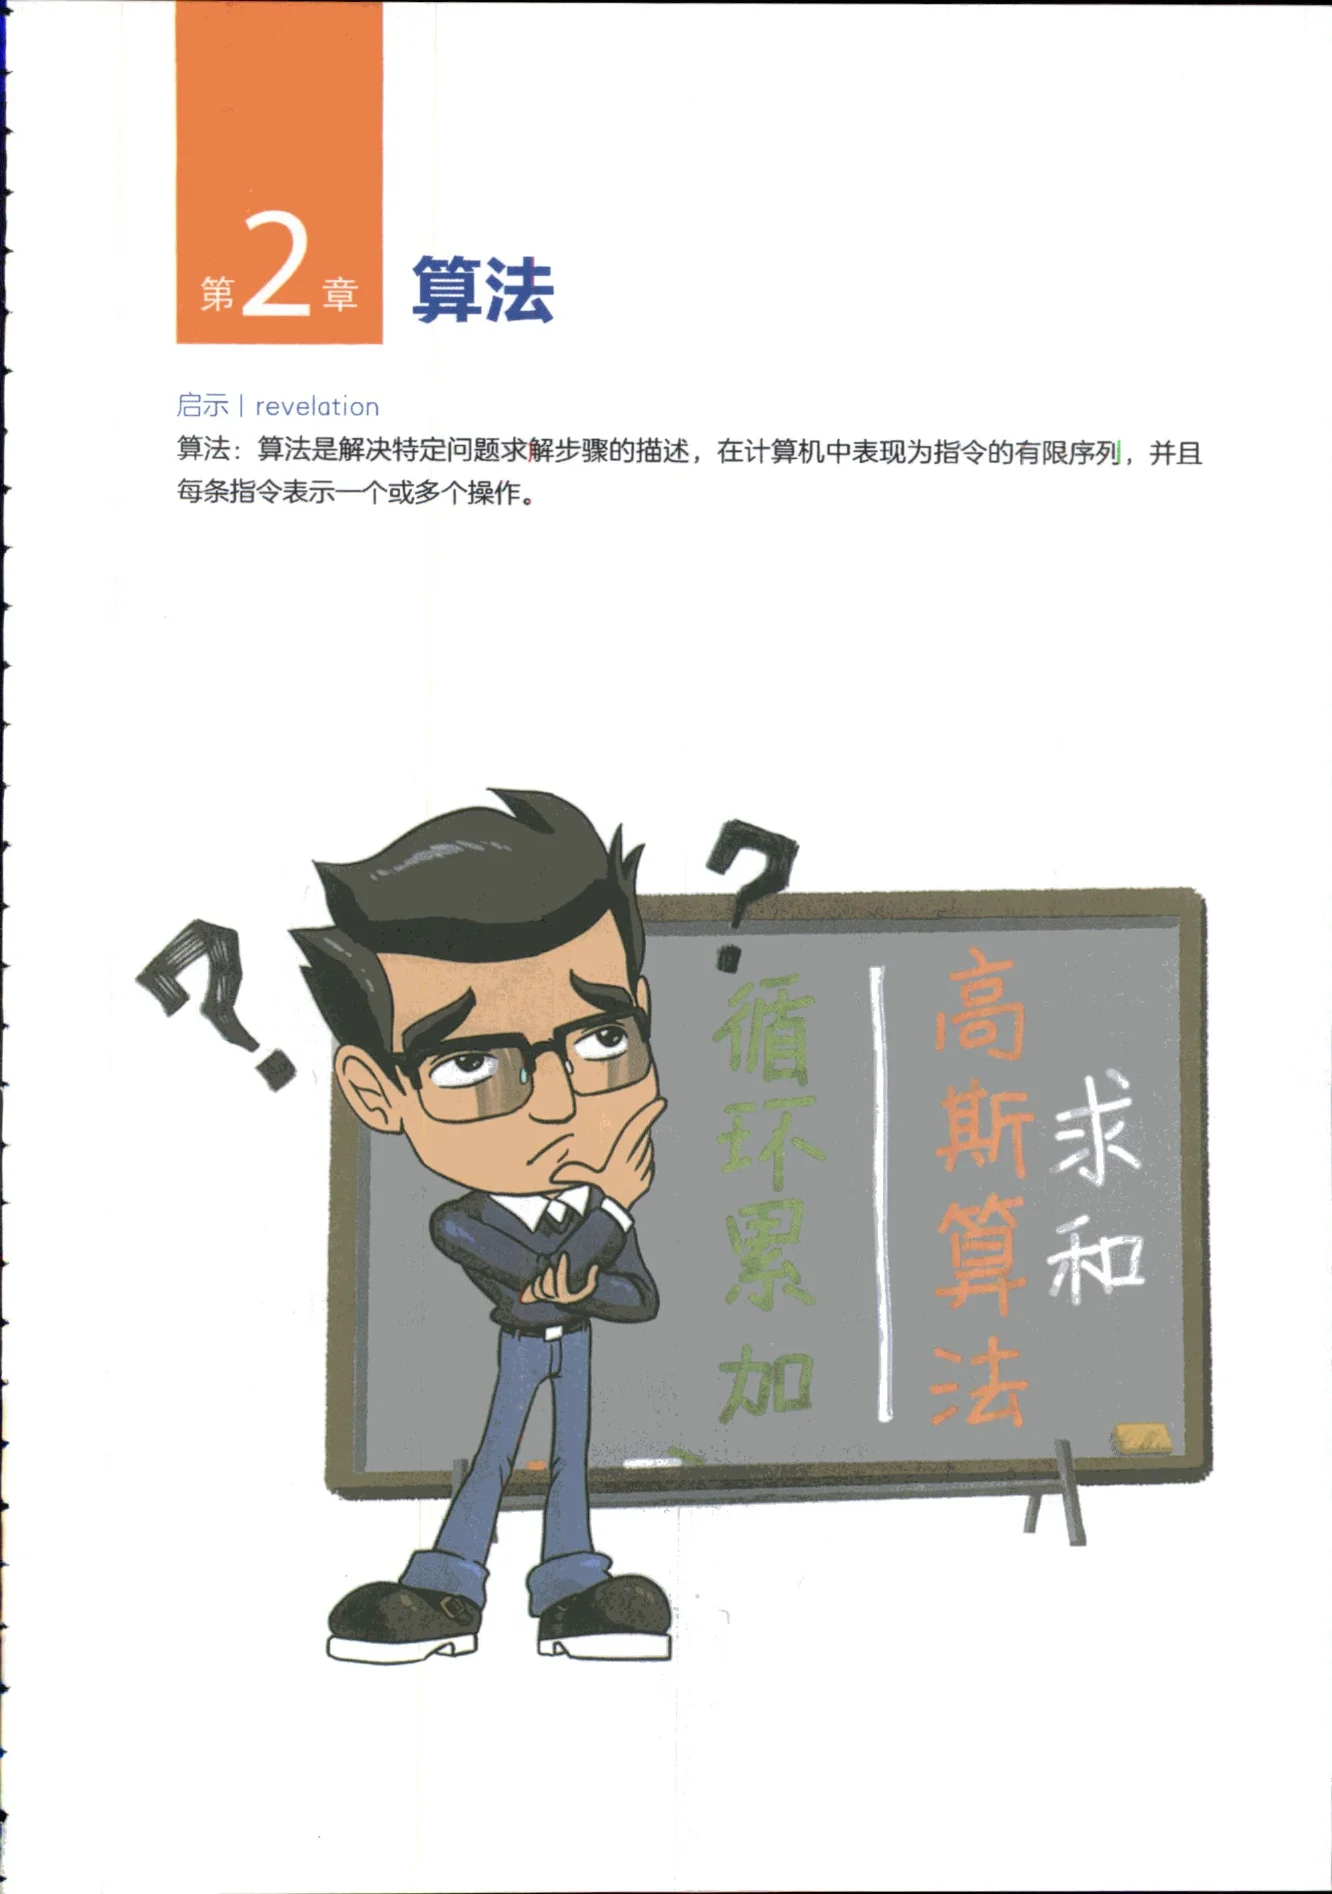 第2章 算法
启示 | revelation
算法：算法是解决特定问题求解步骤的描述，在计算机中表现为指令的有限序列，并且
每条指令表示一个或多个操作。
?
?
求和
高斯算法
循环累加